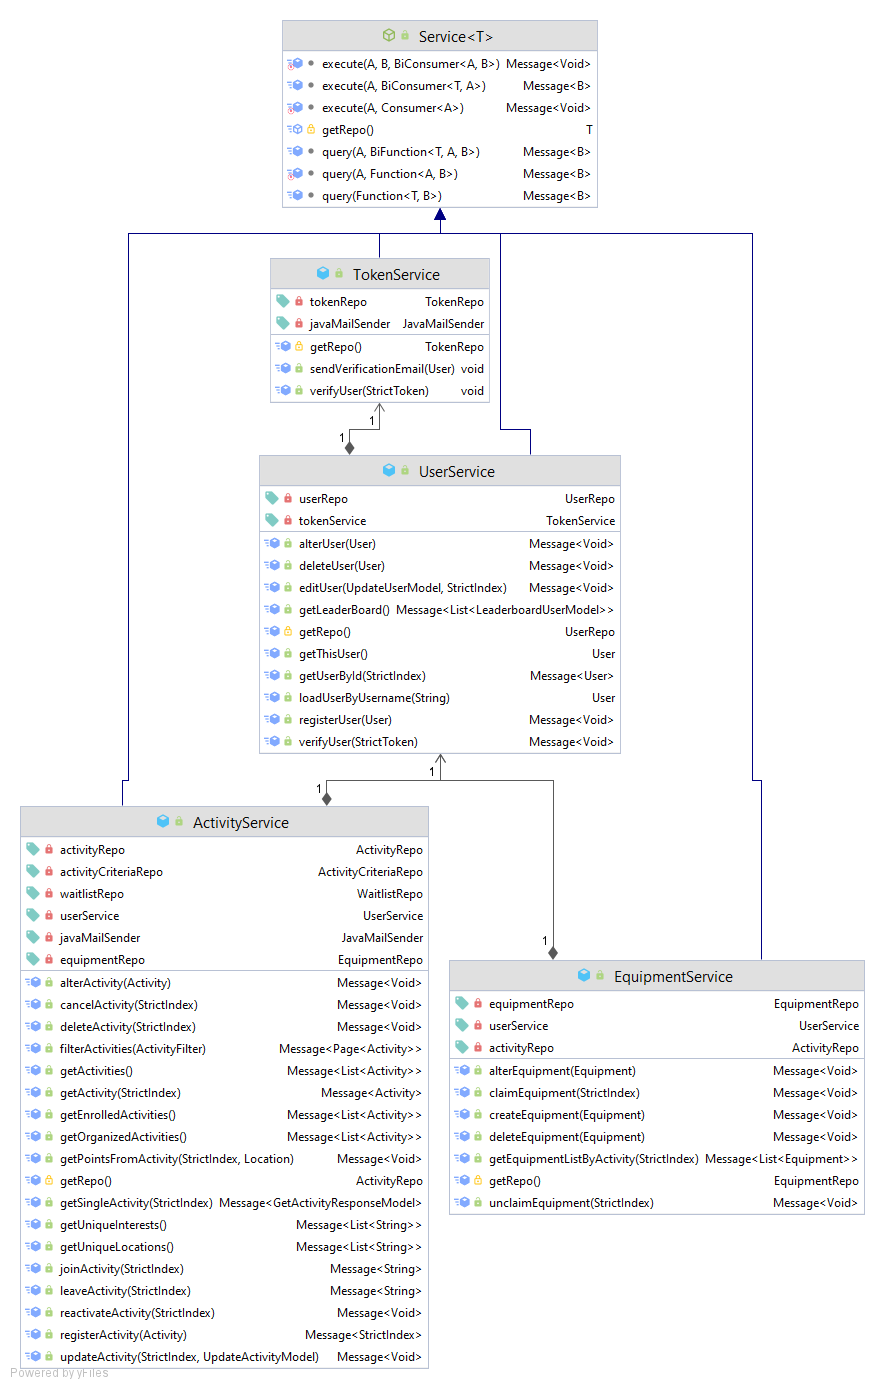 Service<T>
execute(A, B, BiConsumer<A, B>) Message<Void>
execute(A, BiConsumer<T, A>) Message<B>
execute(A, Consumer<A>) Message<Void>
getRepo() T
query(A, BiFunction<T, A, B>) Message<B>
query(A, Function<A, B>) Message<B>
query(Function<T, B>) Message<B>
TokenService
tokenRepo TokenRepo
javaMailSender JavaMailSender
getRepo() TokenRepo
sendVerificationEmail(User) void
verifyUser(StrictToken) void
1
1
UserService
userRepo UserRepo
tokenService TokenService
alterUser(User) Message<Void>
deleteUser(User) Message<Void>
editUser(UpdateUserModel, StrictIndex) Message<Void>
getLeaderBoard() Message<List<LeaderboardUserModel>>
getRepo() UserRepo
getThisUser() User
getUserById(StrictIndex) Message<User>
loadUserByUsername(String) User
registerUser(User) Message<Void>
verifyUser(StrictToken) Message<Void>
1
1
ActivityService
activityRepo ActivityRepo
activityCriteriaRepo ActivityCriteriaRepo
waitlistRepo WaitlistRepo
userService UserService
javaMailSender JavaMailSender
equipmentRepo EquipmentRepo
alterActivity(Activity) Message<Void>
cancelActivity(StrictIndex) Message<Void>
deleteActivity(StrictIndex) Message<Void>
filterActivities(ActivityFilter) Message<Page<Activity>>
getActivities() Message<List<Activity>>
getActivity(StrictIndex) Message<Activity>
getEnrolledActivities() Message<List<Activity>>
getOrganizedActivities() Message<List<Activity>>
getPointsFromActivity(StrictIndex, Location) Message<Void>
getRepo() ActivityRepo
getSingleActivity(StrictIndex) Message<GetActivityResponseModel>
getUniqueInterests() Message<List<String>>
getUniqueLocations() Message<List<String>>
joinActivity(StrictIndex) Message<String>
leaveActivity(StrictIndex) Message<String>
reactivateActivity(StrictIndex) Message<Void>
registerActivity(Activity) Message<StrictIndex>
updateActivity(StrictIndex, UpdateActivityModel) Message<Void>
1
EquipmentService
equipmentRepo EquipmentRepo
userService UserService
activityRepo ActivityRepo
alterEquipment(Equipment) Message<Void>
claimEquipment(StrictIndex) Message<Void>
createEquipment(Equipment) Message<Void>
deleteEquipment(Equipment) Message<Void>
getEquipmentListByActivity(StrictIndex) Message<List<Equipment>>
getRepo() EquipmentRepo
unclaimEquipment(StrictIndex) Message<Void>
Powered by yFiles